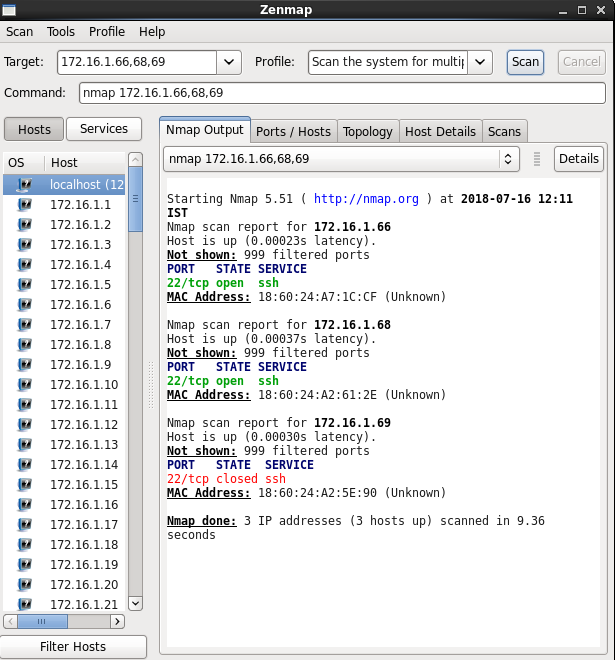 Zenmap
Scan Tools Profile Help
Target: 172.16.1.66,68,69 Profile: Scan the system for multip Scan Cancel
Command: nmap 172.16.1.66,68,69
Hosts Services
OS Host
localhost (12
172.16.1.1
172.16.1.2
172.16.1.3
172.16.1.4
172.16.1.5
172.16.1.6
172.16.1.7
172.16.1.8
172.16.1.9
172.16.1.10
172.16.1.11
172.16.1.12
172.16.1.13
172.16.1.14
172.16.1.15
172.16.1.16
172.16.1.17
172.16.1.18
172.16.1.19
172.16.1.20
172.16.1.21
Filter Hosts
Nmap Output Ports / Hosts Topology Host Details Scans
nmap 172.16.1.66,68,69 Details
Starting Nmap 5.51 ( http://nmap.org ) at 2018-07-16 12:11
IST
Nmap scan report for 172.16.1.66
Host is up (0.00023s latency).
Not shown: 999 filtered ports
PORT STATE SERVICE
22/tcp open ssh
MAC Address: 18:60:24:A7:1C:CF (Unknown)
Nmap scan report for 172.16.1.68
Host is up (0.00037s latency).
Not shown: 999 filtered ports
PORT STATE SERVICE
22/tcp open ssh
MAC Address: 18:60:24:A2:61:2E (Unknown)
Nmap scan report for 172.16.1.69
Host is up (0.00030s latency).
Not shown: 999 filtered ports
PORT STATE SERVICE
22/tcp closed ssh
MAC Address: 18:60:24:A2:5E:90 (Unknown)
Nmap done: 3 IP addresses (3 hosts up) scanned in 9.36
seconds